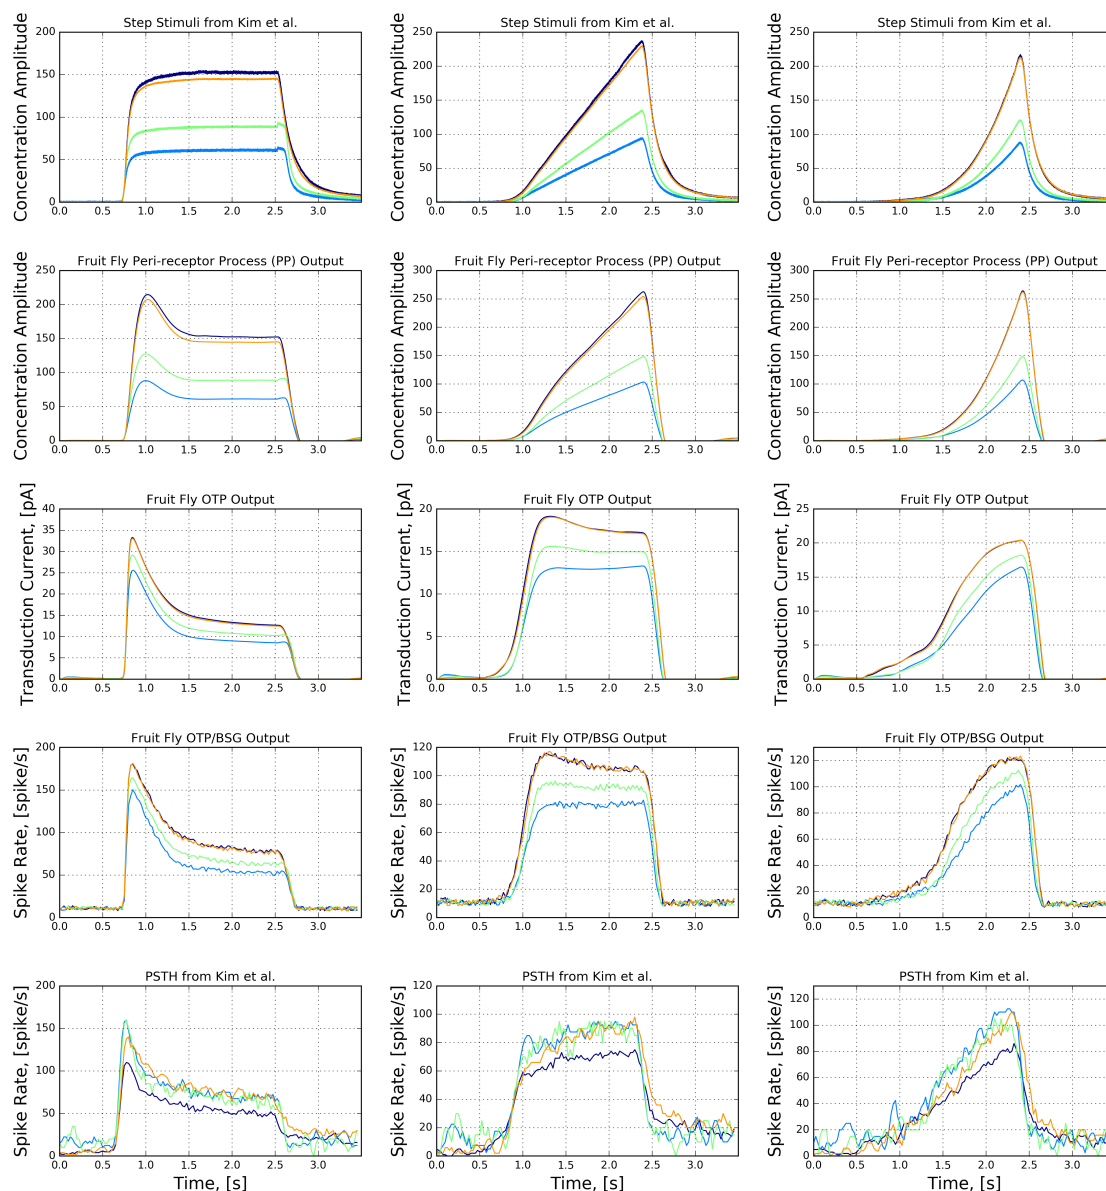 Step Stimuli from Kim et al.
Concentration Amplitude
200
150
100
50
0
0.0 0.5 1.0 1.5 2.0 2.5 3.0
Step Stimuli from Kim et al.
Concentration Amplitude
250
200
150
100
50
0
0.0 0.5 1.0 1.5 2.0 2.5 3.0
Step Stimuli from Kim et al.
Concentration Amplitude
250
200
150
100
50
0
0.0 0.5 1.0 1.5 2.0 2.5 3.0
Fruit Fly Peri-receptor Process (PP) Output
Concentration Amplitude
250
200
150
100
50
0
0.0 0.5 1.0 1.5 2.0 2.5 3.0
Fruit Fly Peri-receptor Process (PP) Output
Concentration Amplitude
300
250
200
150
100
50
0
0.0 0.5 1.0 1.5 2.0 2.5 3.0
Fruit Fly Peri-receptor Process (PP) Output
Concentration Amplitude
300
250
200
150
100
50
0
0.0 0.5 1.0 1.5 2.0 2.5 3.0
Fruit Fly OTP Output
Transduction Current, [pA]
40
35
30
25
20
15
10
5
0
0.0 0.5 1.0 1.5 2.0 2.5 3.0
Fruit Fly OTP Output
Transduction Current, [pA]
20
15
10
5
0
0.0 0.5 1.0 1.5 2.0 2.5 3.0
Fruit Fly OTP Output
Transduction Current, [pA]
25
20
15
10
5
0
0.0 0.5 1.0 1.5 2.0 2.5 3.0
Fruit Fly OTP/BSG Output
Spike Rate, [spike/s]
200
150
100
50
0
0.0 0.5 1.0 1.5 2.0 2.5 3.0
Fruit Fly OTP/BSG Output
Spike Rate, [spike/s]
120
100
80
60
40
20
0
0.0 0.5 1.0 1.5 2.0 2.5 3.0
Fruit Fly OTP/BSG Output
Spike Rate, [spike/s]
120
100
80
60
40
20
0
0.0 0.5 1.0 1.5 2.0 2.5 3.0
PSTH from Kim et al.
Spike Rate, [spike/s]
200
150
100
50
0
0.0 0.5 1.0 1.5 2.0 2.5 3.0
Time, [s]
PSTH from Kim et al.
Spike Rate, [spike/s]
120
100
80
60
40
20
0
0.0 0.5 1.0 1.5 2.0 2.5 3.0
Time, [s]
PSTH from Kim et al.
Spike Rate, [spike/s]
120
100
80
60
40
20
0
0.0 0.5 1.0 1.5 2.0 2.5 3.0
Time, [s]